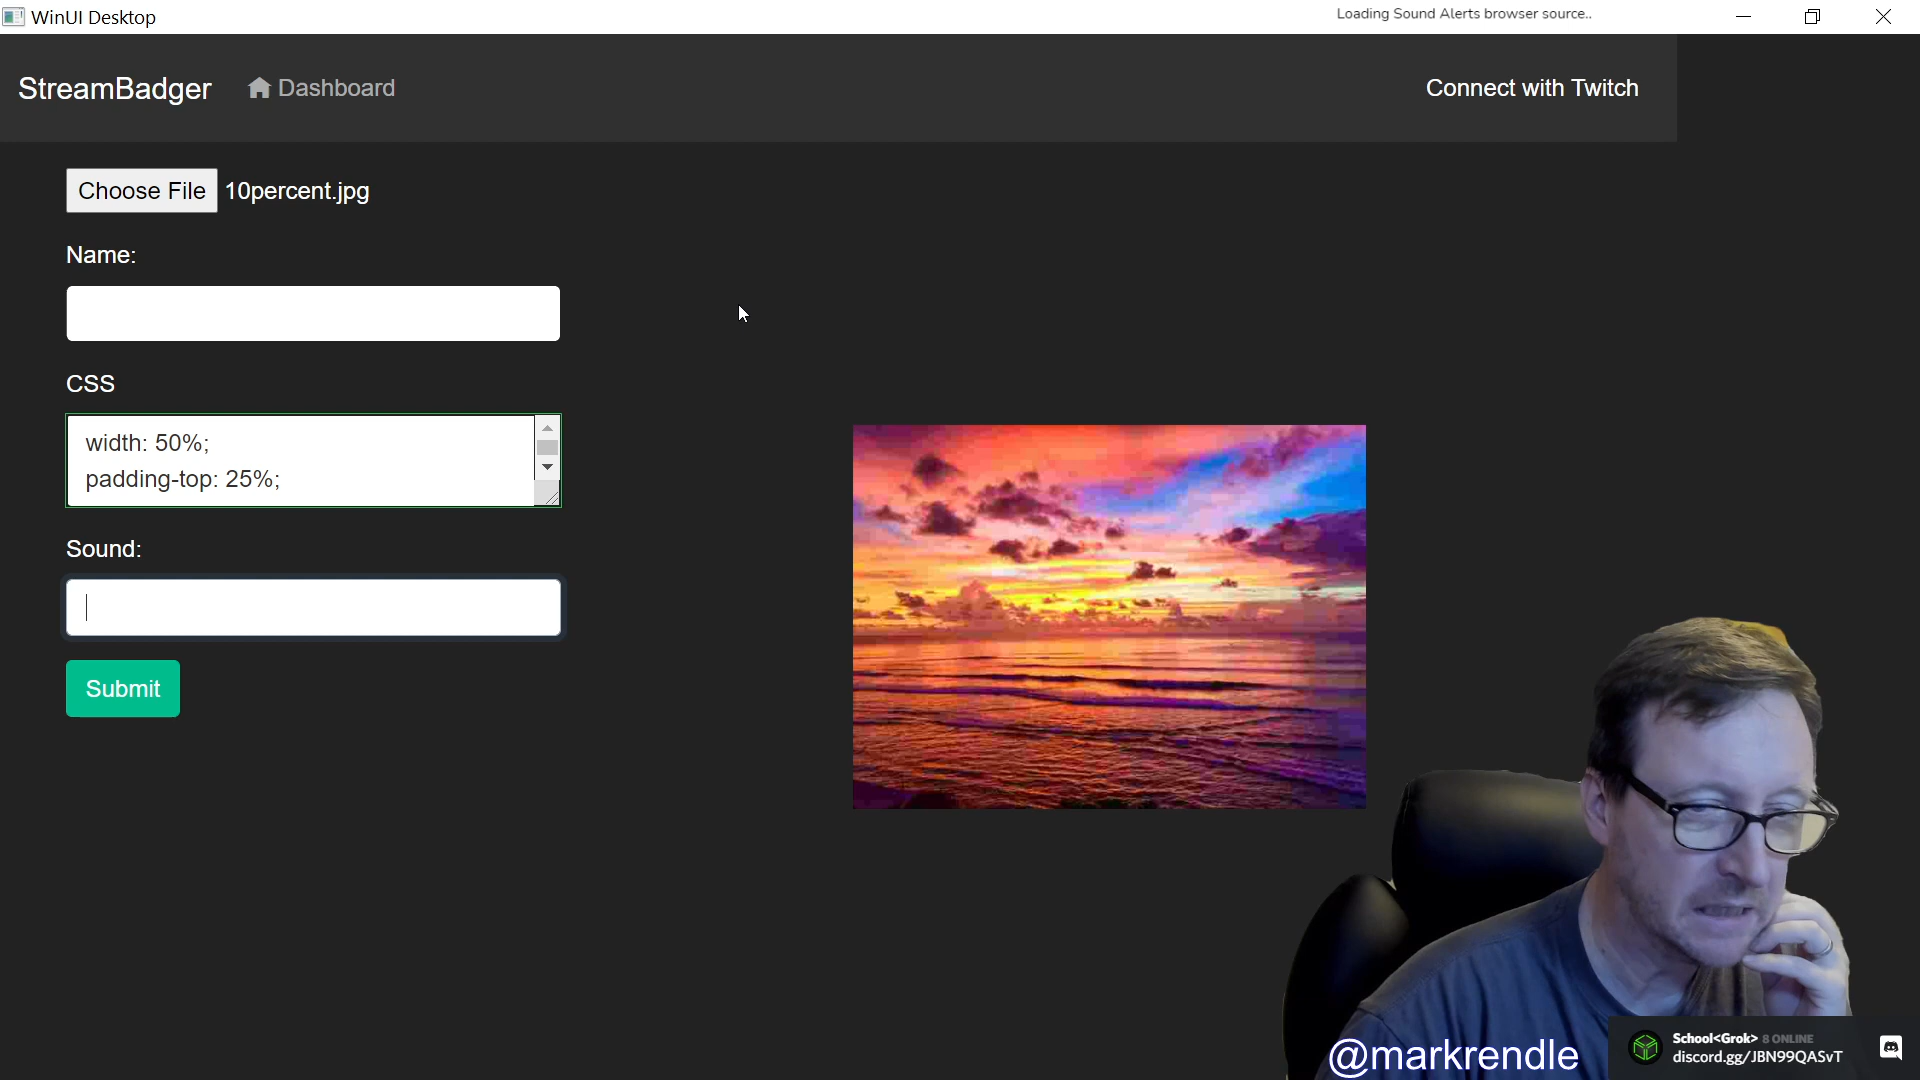 WinUI Desktop
Loading Sound Alerts browser source..
StreamBadger
Dashboard
Connect with Twitch
Choose File 10percent.jpg
Name:
CSS
width: 50%;
padding-top: 25%;
Sound:
Submit
@markrendle
School<Grok> 8 ONLINE
discord.gg/JBN99QASvT